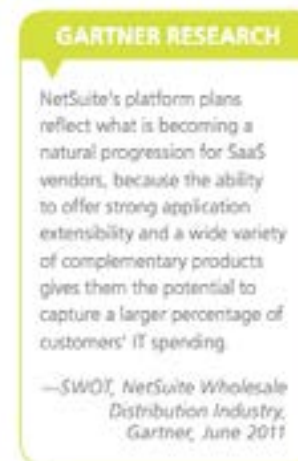 GARTNER RESEARCH
NetSuite's platform plans
reflect what is becoming a
natural progression for SaaS
vendors, because the ability
to offer strong application
extensibility and a wide variety
of complementary products
gives them the potential to
capture a larger percentage of
customers' IT spending.
—SWOT, NetSuite Wholesale
Distribution Industry,
Gartner, June 2011